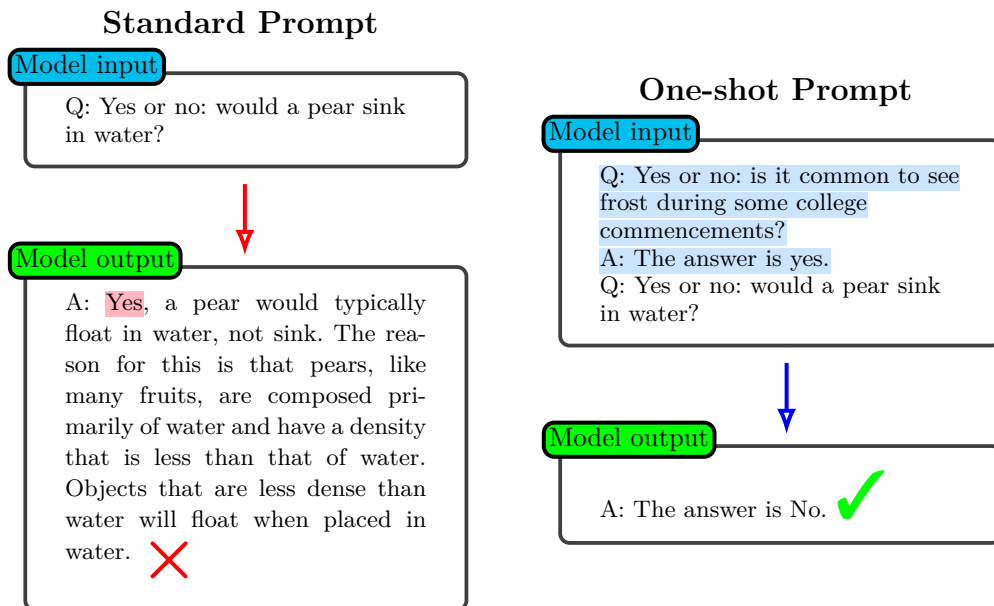 Standard Prompt
Model input
Q: Yes or no: would a pear sink
in water?
Model output
A: Yes, a pear would typically
float in water, not sink. The rea-
son for this is that pears, like
many fruits, are composed pri-
marily of water and have a density
that is less than that of water.
Objects that are less dense than
water will float when placed in
water.
One-shot Prompt
Model input
Q: Yes or no: is it common to see
frost during some college
commencements?
A: The answer is yes.
Q: Yes or no: would a pear sink
in water?
Model output
A: The answer is No.